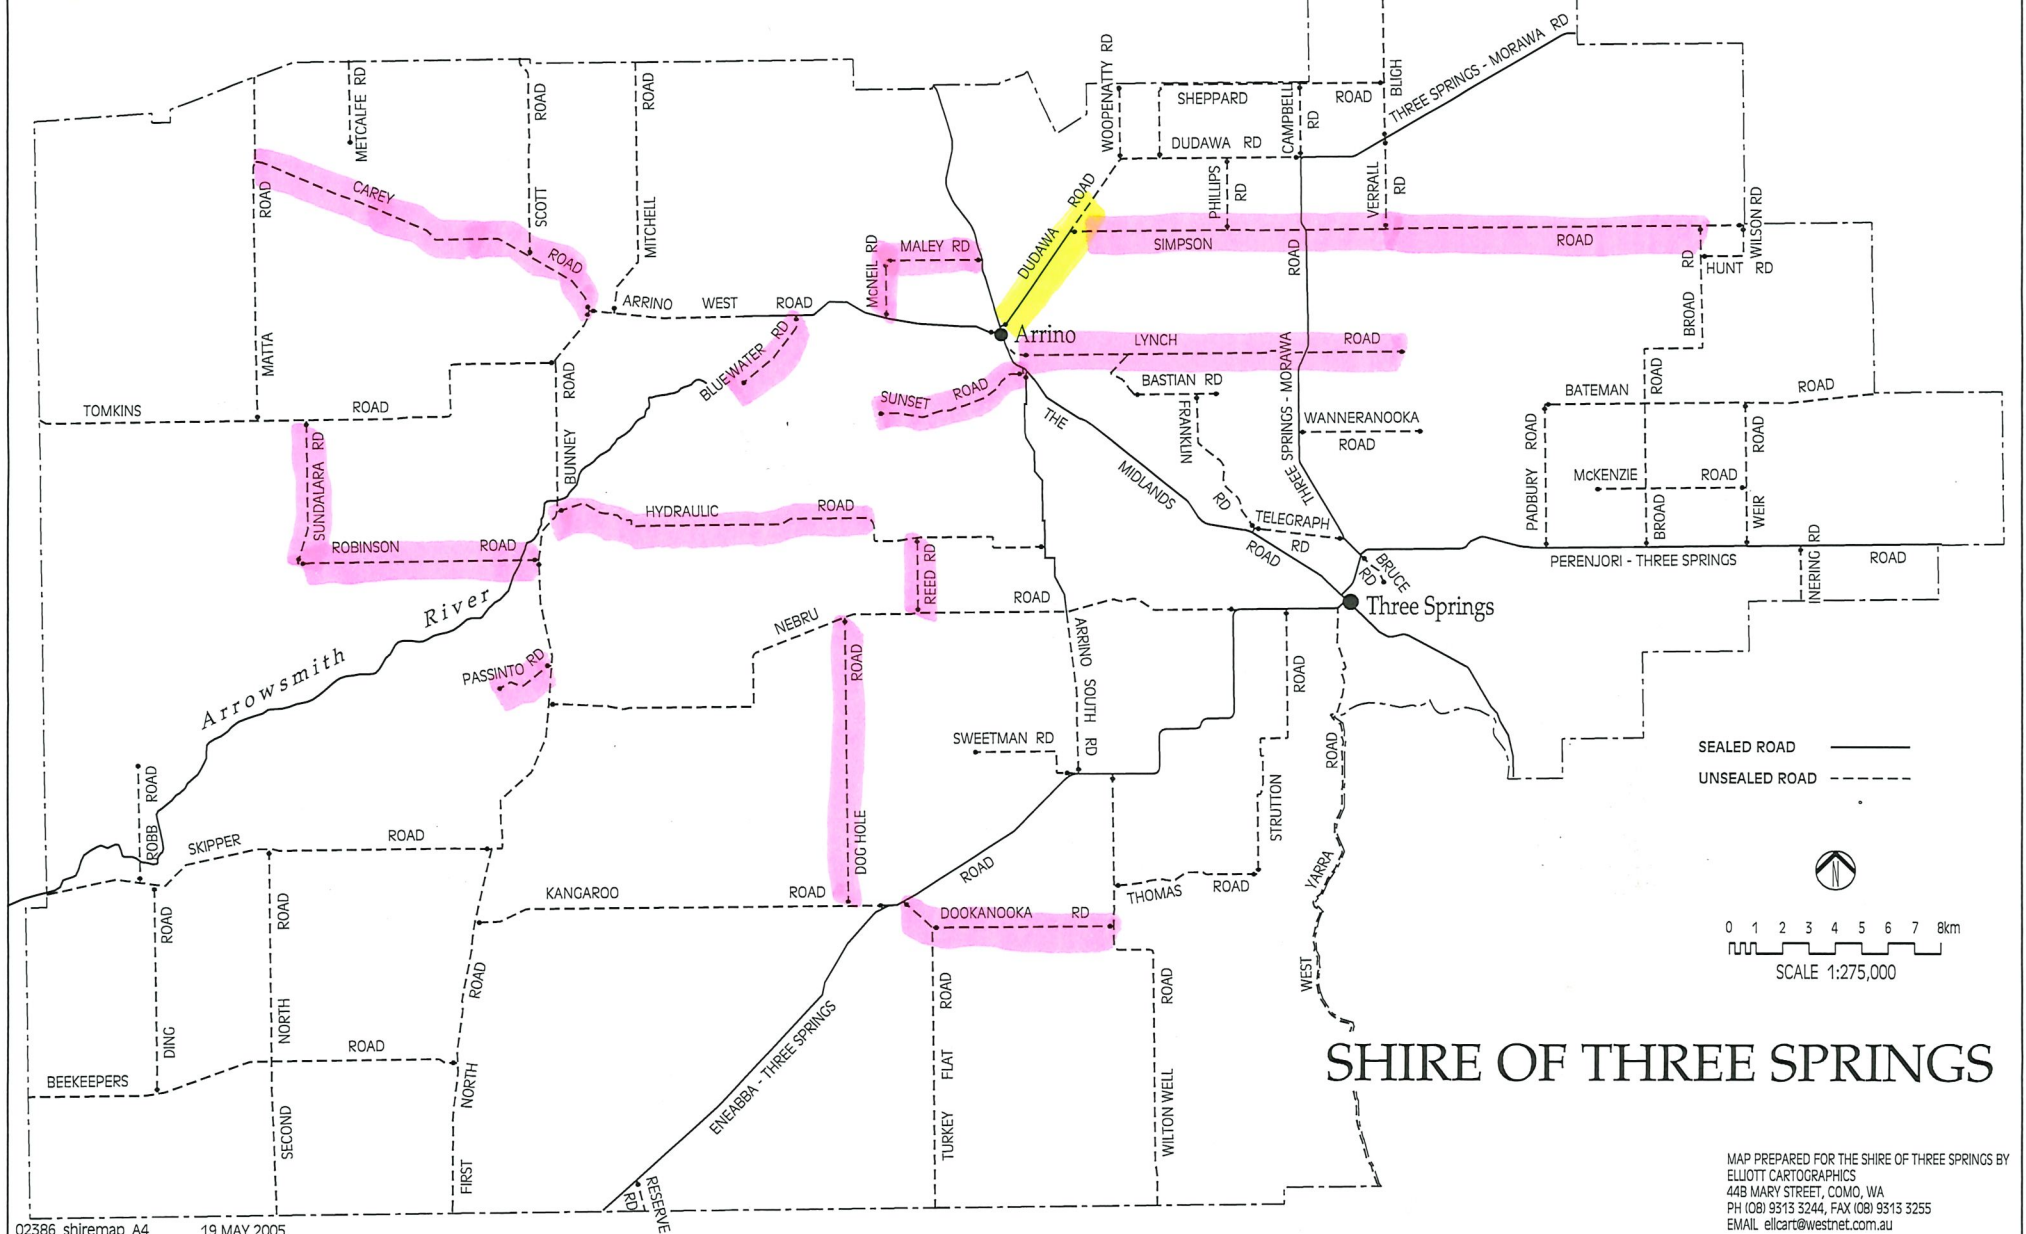 METCALFE RD
ROAD
SCOTT
ROAD
MITCHELL
WOOPENATTY RD
SHEPPARD
ROAD
CAMPBELL
RD
BLIGH
THREE SPRINGS - MORAWA RD
DUDAWA RD
PHILLIPS
RD
VERRALL
RD
CAREY
ROAD
ROAD
MATTA
DUDAWA
ROAD
SIMPSON
ROAD
ROAD
WILSON RD
HUNT RD
RD
BROAD
MALEY RD
McNEIL RD
ARRINO WEST ROAD
BLUEWATER RD
Arrino
LYNCH
ROAD
BASTIAN RD
FRANKLIN
RD
SUNSET ROAD
THE
MIDLANDS
ROAD
THREE SPRINGS - MORAWA
THREE
WANNERANOOKA
ROAD
BATEMAN
ROAD
ROAD
PADBURY ROAD
McKENZIE
ROAD
BROAD
ROAD
WEIR
TOMKINS
ROAD
ROAD
BUNNEY
SUNDALARA RD
ROBINSON
ROAD
HYDRAULIC
ROAD
REED RD
TELEGRAPH
RD
BRUCE
RD
PERENJORI - THREE SPRINGS
ROAD
INERING RD
Three Springs
Arrowsmith River
NEBRU
ROAD
PASSINTO RD
ARRINO SOUTH RD
ROAD
DOG HOLE
SWEETMAN RD
ROAD
STRUTTON
ROAD
YARRA
WEST
SEALED ROAD
UNSEALED ROAD
ROAD
ROBB
SKIPPER
ROAD
KANGAROO
ROAD
ROAD
ENEABBA - THREE SPRINGS
THOMAS ROAD
DOOKANOOKA RD
ROAD
DING
ROAD
NORTH
SECOND
ROAD
NORTH
FIRST
BEEKEEPERS
ROAD
ROAD
TURKEY FLAT
ROAD
WILTON WELL
RESERVE
RD
N
0 1 2 3 4 5 6 7 8km
SCALE 1:275,000
SHIRE OF THREE SPRINGS
MAP PREPARED FOR THE SHIRE OF THREE SPRINGS BY
ELLIOTT CARTOGRAPHICS
44B MARY STREET, COMO, WA
PH (08) 9313 3244, FAX (08) 9313 3255
EMAIL ellcart@westnet.com.au
02386 shiremap A4 19 MAY 2005